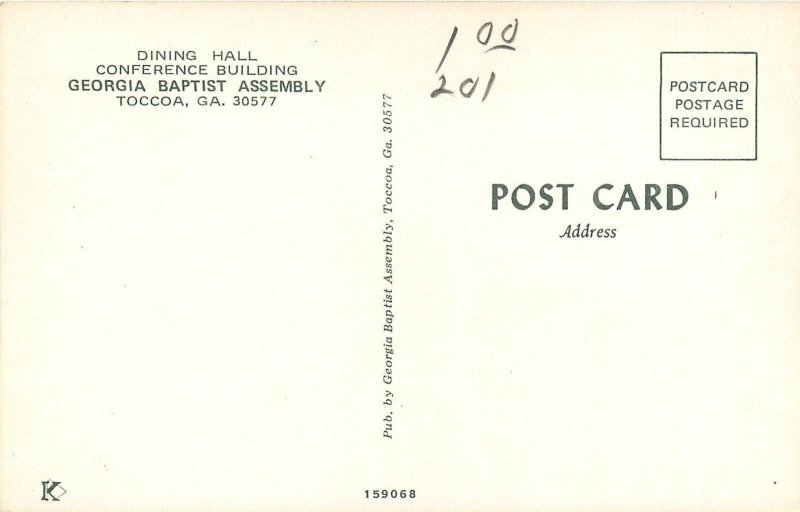 DINING HALL
CONFERENCE BUILDING
GEORGIA BAPTIST ASSEMBLY
TOCCOA, GA. 30577
Pub. by Georgia Baptist Assembly, Toccoa, Ga. 30577
1 00
201
POSTCARD
POSTAGE
REQUIRED
POST CARD
Address
K
159068